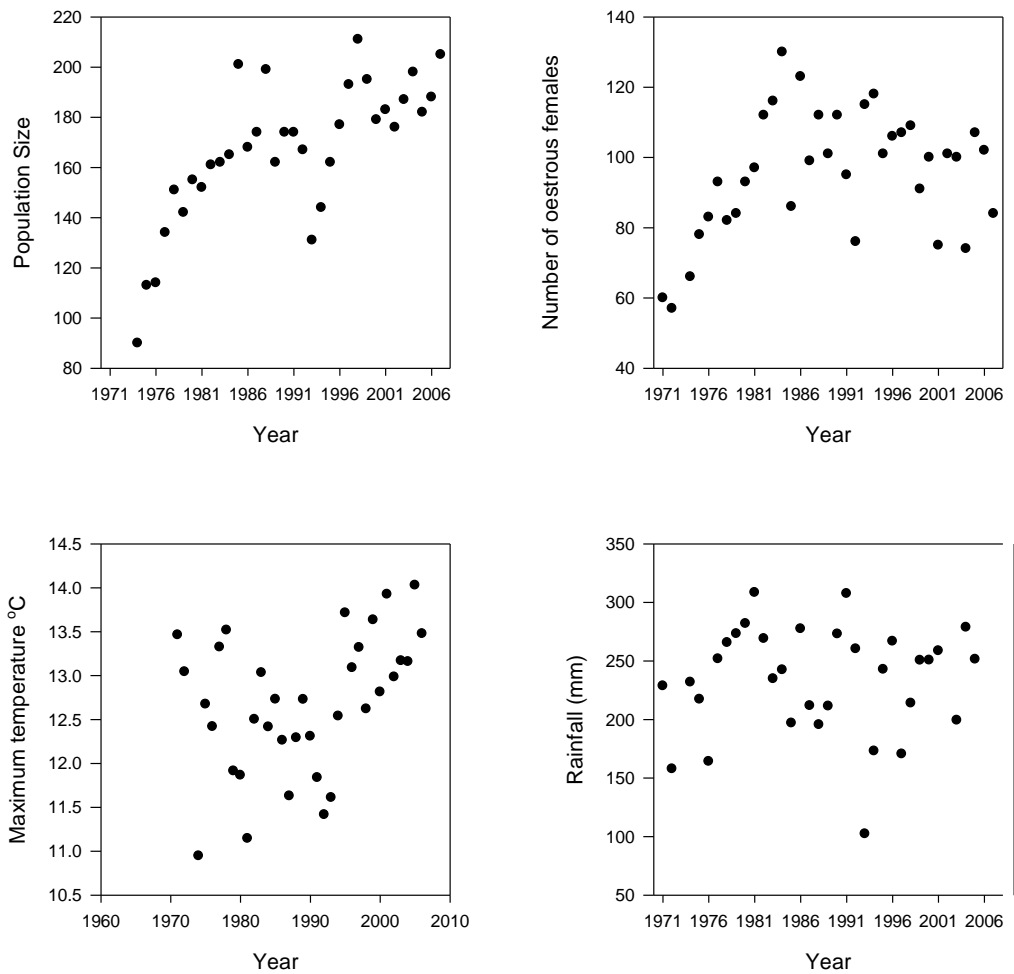 220
200
180
160
140
120
100
80
Population Size
1971 1976 1981 1986 1991 1996 2001 2006
Year
140
120
100
80
60
40
Number of oestrous females
1971 1976 1981 1986 1991 1996 2001 2006
Year
14.5
14.0
13.5
13.0
12.5
12.0
11.5
11.0
10.5
Maximum temperature °C
1960 1970 1980 1990 2000 2010
Year
350
300
250
200
150
100
50
Rainfall (mm)
1971 1976 1981 1986 1991 1996 2001 2006
Year